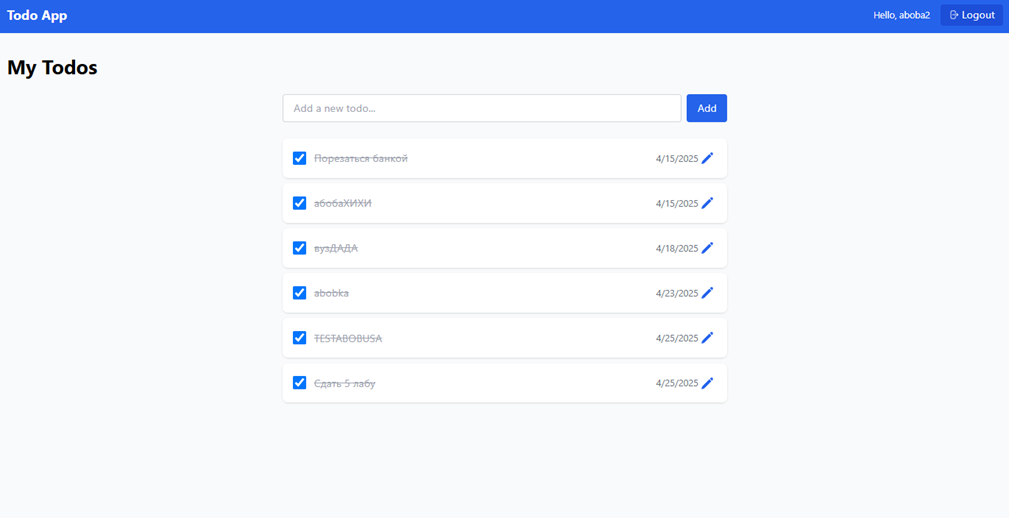 Todo App
Hello, aboba2
Logout
My Todos
Add a new todo...
Add
Порезаться банкой
4/15/2025
абобаХИХИ
4/15/2025
вузДАДА
4/18/2025
abobka
4/23/2025
TESTABOBUSA
4/25/2025
Сдать 5 лабу
4/25/2025